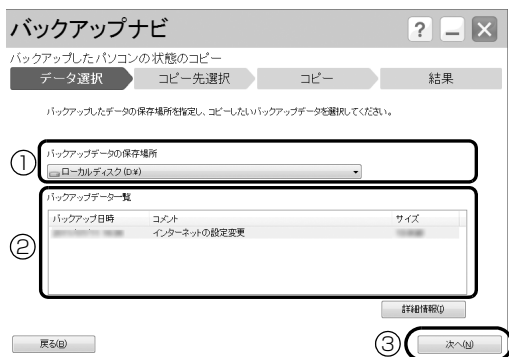 バックアップナビ
バックアップしたパソコンの状態のコピー
データ選択 コピー先選択 コピー 結果
バックアップしたデータの保存場所を指定し、コピーしたいバックアップデータを選択してください。
① バックアップデータの保存場所
ローカルディスク (D:¥)
② バックアップデータ一覧
バックアップ日時 コメント サイズ
インターネットの設定変更
詳細情報(I)
戻る(B) ③ 次へ(N)